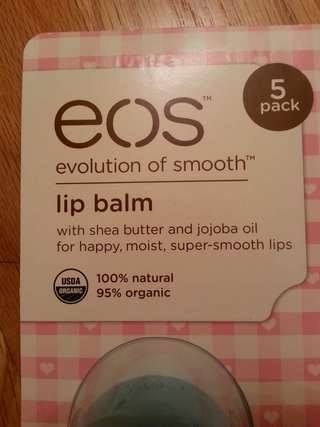 5
pack
eos™
evolution of smooth™
lip balm
with shea butter and jojoba oil
for happy, moist, super-smooth lips
USDA
ORGANIC
100% natural
95% organic